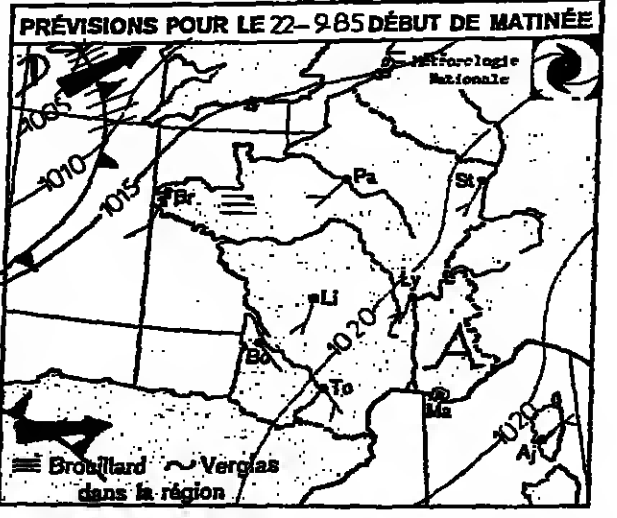 PRÉVISIONS POUR LE 22-9-85 DÉBUT DE MATINÉE
Météorologie
Nationale
D
1005
1010
1015
Br
Pa
St
Li
Ly
1020
A
Bo
To
Ma
1020
Aj
Brouillard Verglas
dans la région